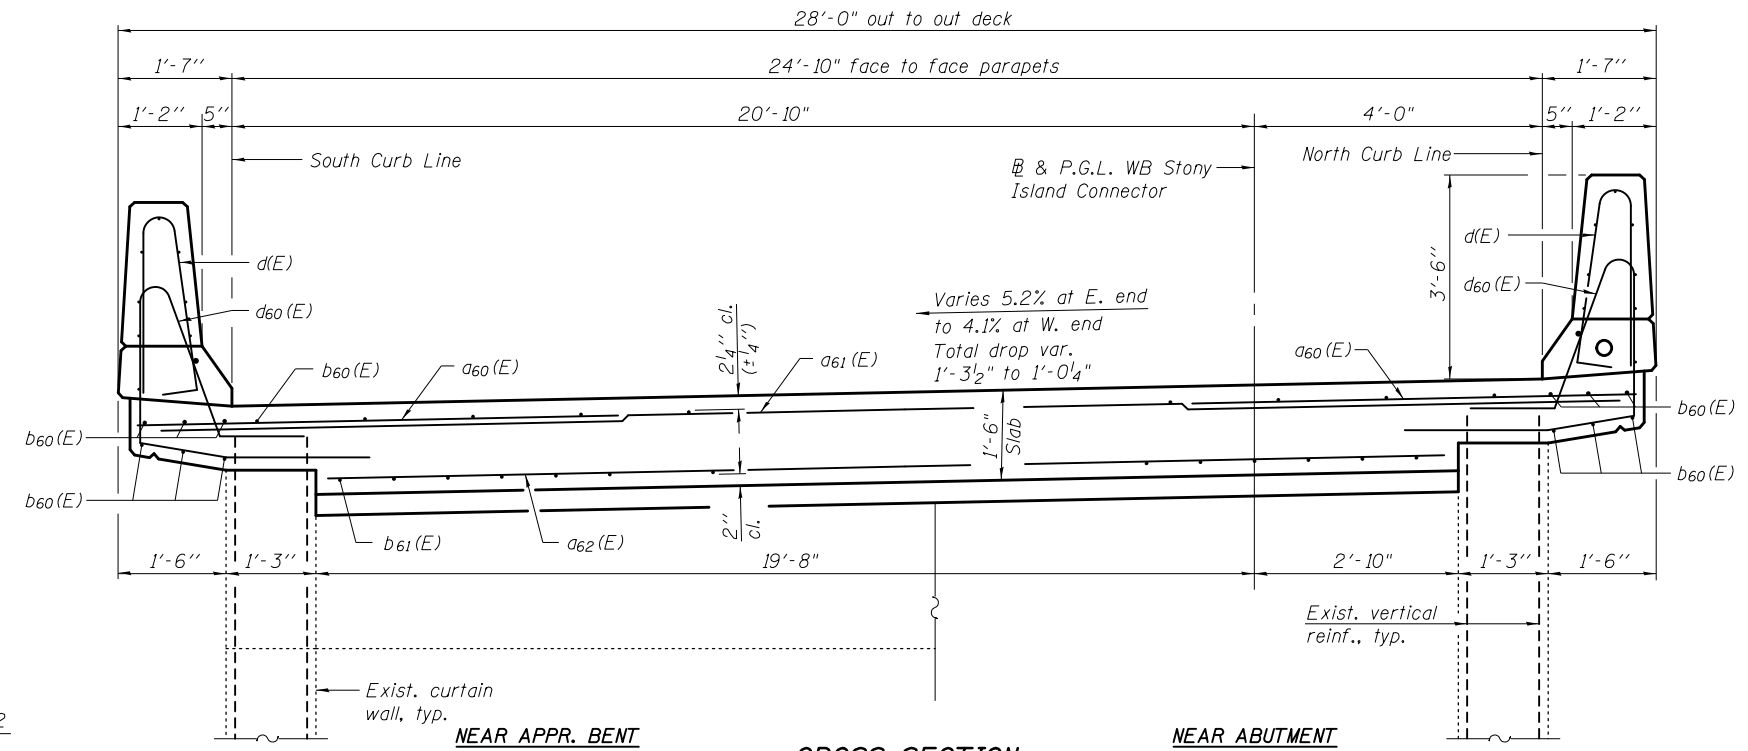 28'-0" out to out deck
1'-7" 24'-10" face to face parapets 1'-7"
1'-2" 5" 20'-10" 4'-0" 5" 1'-2"
South Curb Line
North Curb Line
℄ & P.G.L. WB Stony
Island Connector
d(E)
d60(E)
d(E)
d60(E)
3'-6"
Varies 5.2% at E. end
to 4.1% at W. end
Total drop var.
1'-3½" to 1'-0¼"
2¼" cl.
(±¼")
b60(E)
a60(E)
a61(E)
a60(E)
1'-6"
Slab
b60(E)
b60(E)
b60(E)
b60(E)
b61(E)
a62(E)
2"
cl.
1'-6" 1'-3" 19'-8" 2'-10" 1'-3" 1'-6"
Exist. vertical
reinf., typ.
Exist. curtain
wall, typ.
2
NEAR APPR. BENT
NEAR ABUTMENT
CROSS SECTION